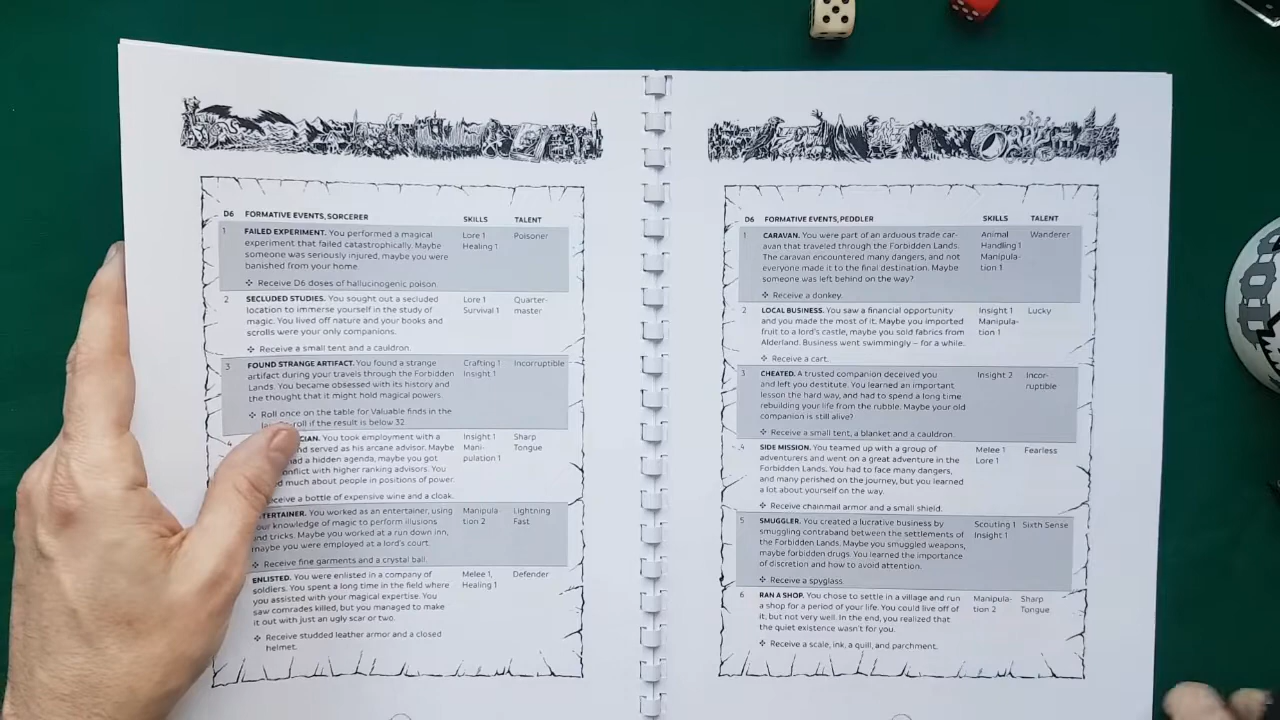 D6 FORMATIVE EVENTS, SORCERER SKILLS TALENT
1 FAILED EXPERIMENT. You performed a magical Lore 1 Poisoner
experiment that failed catastrophically. Maybe Healing 1
someone was seriously injured, maybe you were
banished from your home.
❖ Receive D6 doses of hallucinogenic poison.
2 SECLUDED STUDIES. You sought out a secluded Lore 1 Quarter-
location to immerse yourself in the study of Survival 1 master
magic. You lived off nature and your books and
scrolls were your only companions.
❖ Receive a small tent and a cauldron.
3 FOUND STRANGE ARTIFACT. You found a strange Crafting 1 Incorruptible
artifact during your travels through the Forbidden Insight 1
Lands. You became obsessed with its history and
the thought that it might hold magical powers.
❖ Roll once on the table for Valuable finds in the
roll if the result is below 32
4 CIAN. You took employment with a Insight 1 Sharp
nd served as his arcane advisor. Maybe Mani- Tongue
had a hidden agenda, maybe you got pulation 1
onflict with higher ranking advisors. You
d much about people in positions of power.
eceive a bottle of expensive wine and a cloak.
TERTAINER. You worked as an entertainer, using Manipula- Lightning
our knowledge of magic to perform illusions tion 2 Fast
and tricks. Maybe you worked at a run down inn,
maybe you were employed at a lord's court.
❖ Receive fine garments and a crystal ball.
ENLISTED. You were enlisted in a company of Melee 1, Defender
soldiers. You spent a long time in the field where Healing 1
you assisted with your magical expertise. You
saw comrades killed, but you managed to make
it out with just an ugly scar or two.
❖ Receive studded leather armor and a closed
helmet.
D6 FORMATIVE EVENTS, PEDDLER SKILLS TALENT
1 CARAVAN. You were part of an arduous trade car- Animal Wanderer
avan that traveled through the Forbidden Lands. Handling 1
The caravan encountered many dangers, and not Manipula-
everyone made it to the final destination. Maybe tion 1
someone was left behind on the way?
❖ Receive a donkey.
2 LOCAL BUSINESS. You saw a financial opportunity Insight 1 Lucky
and you made the most of it. Maybe you imported Manipula-
fruit to a lord's castle, maybe you sold fabrics from tion 1
Alderland. Business went swimmingly – for a while.
❖ Receive a cart.
3 CHEATED. A trusted companion deceived you Insight 2 Incor-
and left you destitute. You learned an important ruptible
lesson the hard way, and had to spend a long time
rebuilding your life from the rubble. Maybe your old
companion is still alive?
❖ Receive a small tent, a blanket and a cauldron.
4 SIDE MISSION. You teamed up with a group of Melee 1 Fearless
adventurers and went on a great adventure in the Lore 1
Forbidden Lands. You had to face many dangers,
and many perished on the journey, but you learned
a lot about yourself on the way.
❖ Receive chainmail armor and a small shield.
5 SMUGGLER. You created a lucrative business by Scouting 1 Sixth Sense
smuggling contraband between the settlements of Insight 1
the Forbidden Lands. Maybe you smuggled weapons,
maybe forbidden drugs. You learned the importance
of discretion and how to avoid attention.
❖ Receive a spyglass.
6 RAN A SHOP. You chose to settle in a village and run Manipula- Sharp
a shop for a period of your life. You could live off of tion 2 Tongue
it, but not very well. In the end, you realized that
the quiet existence wasn't for you.
❖ Receive a scale, ink, a quill, and parchment.